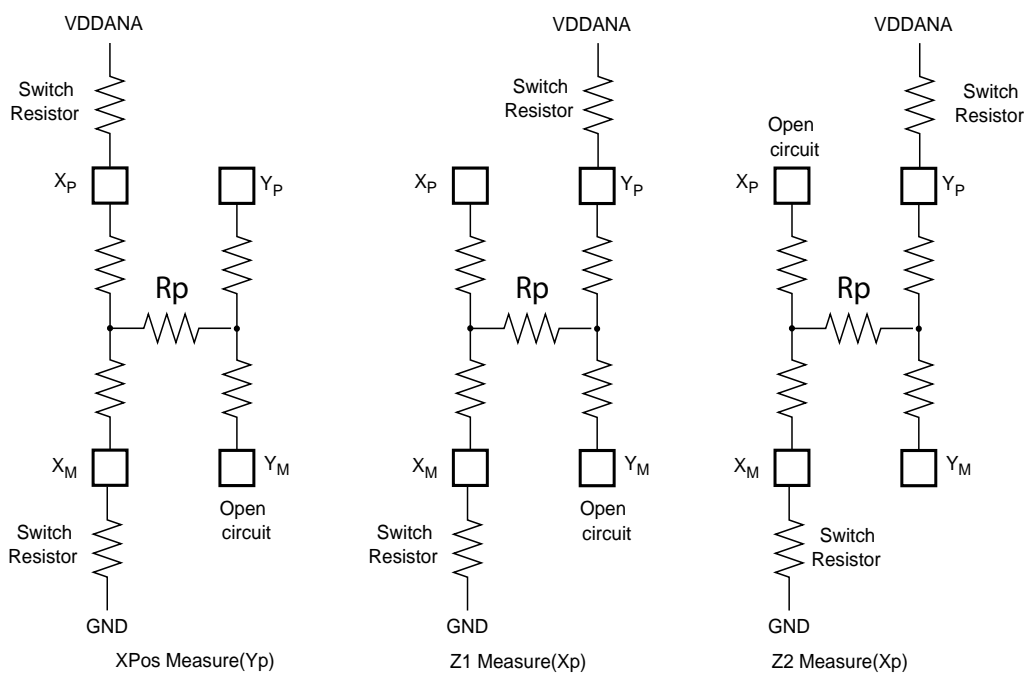 VDDANA
Switch
Resistor
XP
YP
Rp
XM
YM
Open
circuit
Switch
Resistor
GND
XPos Measure(Yp)
VDDANA
Switch
Resistor
XP
YP
Rp
XM
YM
Open
circuit
Switch
Resistor
GND
Z1 Measure(Xp)
VDDANA
Switch
Resistor
Open
circuit
XP
YP
Rp
XM
YM
Switch
Resistor
GND
Z2 Measure(Xp)